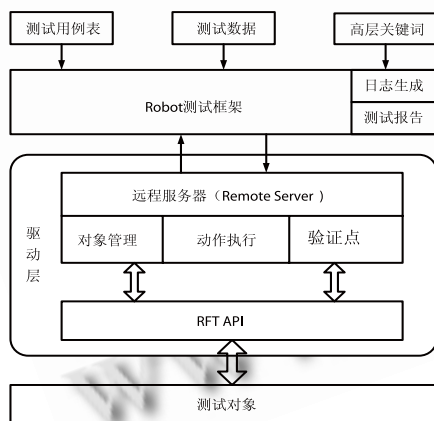 测试用例表
测试数据
高层关键词
Robot测试框架
日志生成
测试报告
驱动层
远程服务器（Remote Server ）
对象管理
动作执行
验证点
RFT API
测试对象